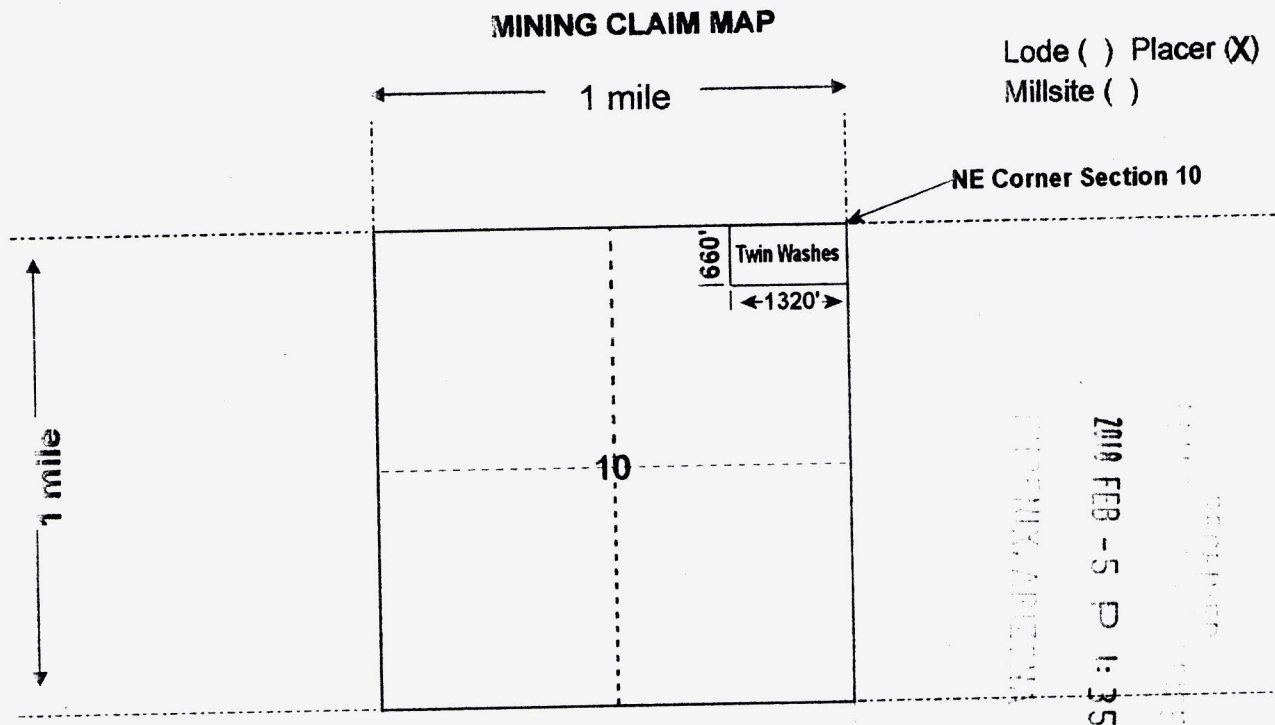 MINING CLAIM MAP
Lode ( ) Placer (X)
Millsite ( )
1 mile
NE Corner Section 10
660'
Twin Washes
1320'
1 mile
10
FEB -5 P 1:35